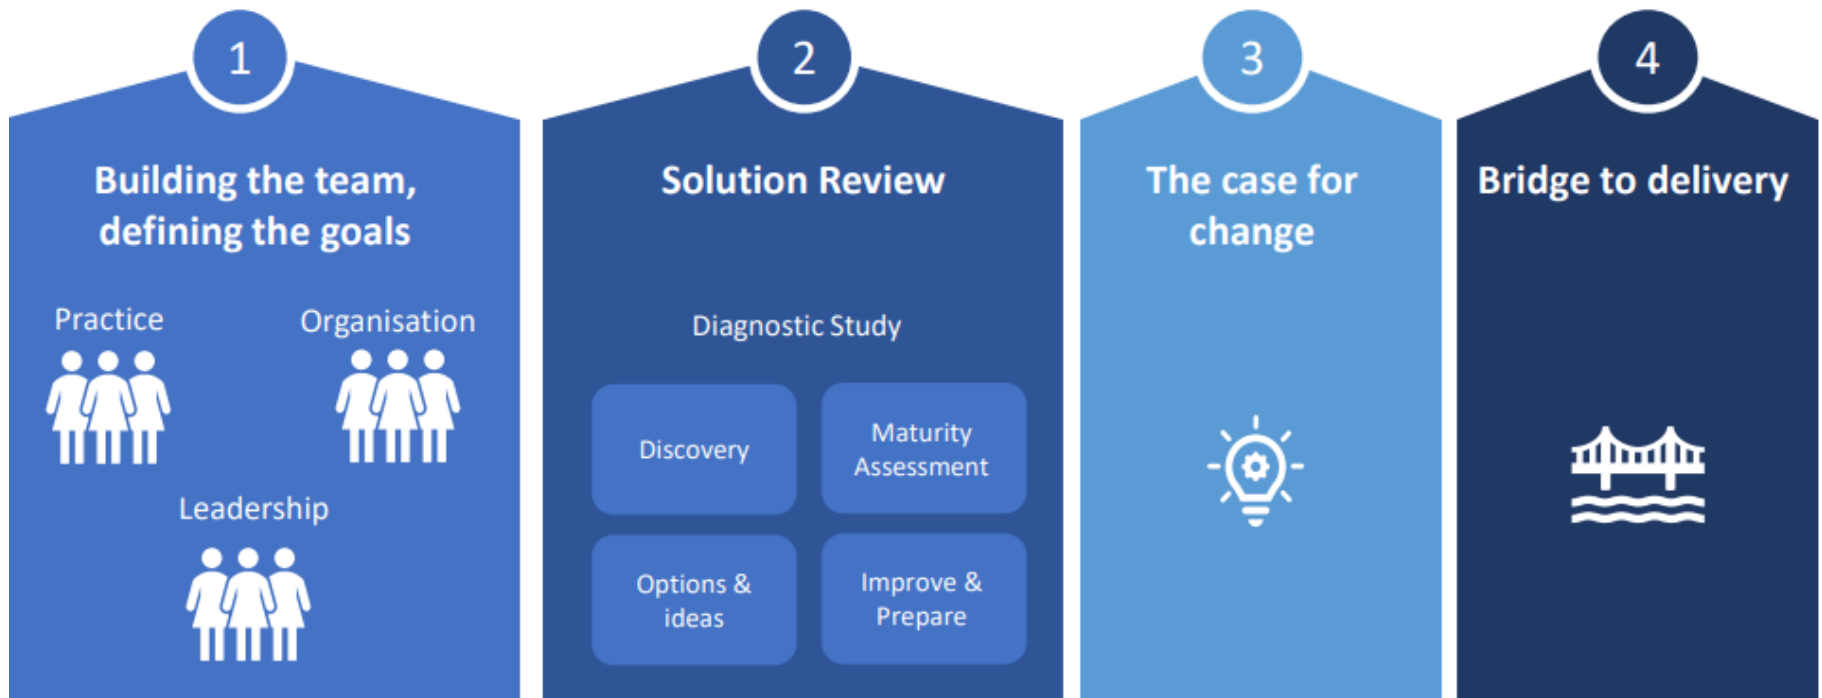 1
Building the team,
defining the goals
Practice
Organisation
Leadership
2
Solution Review
Diagnostic Study
Discovery
Maturity
Assessment
Options &
ideas
Improve &
Prepare
3
The case for
change
4
Bridge to delivery